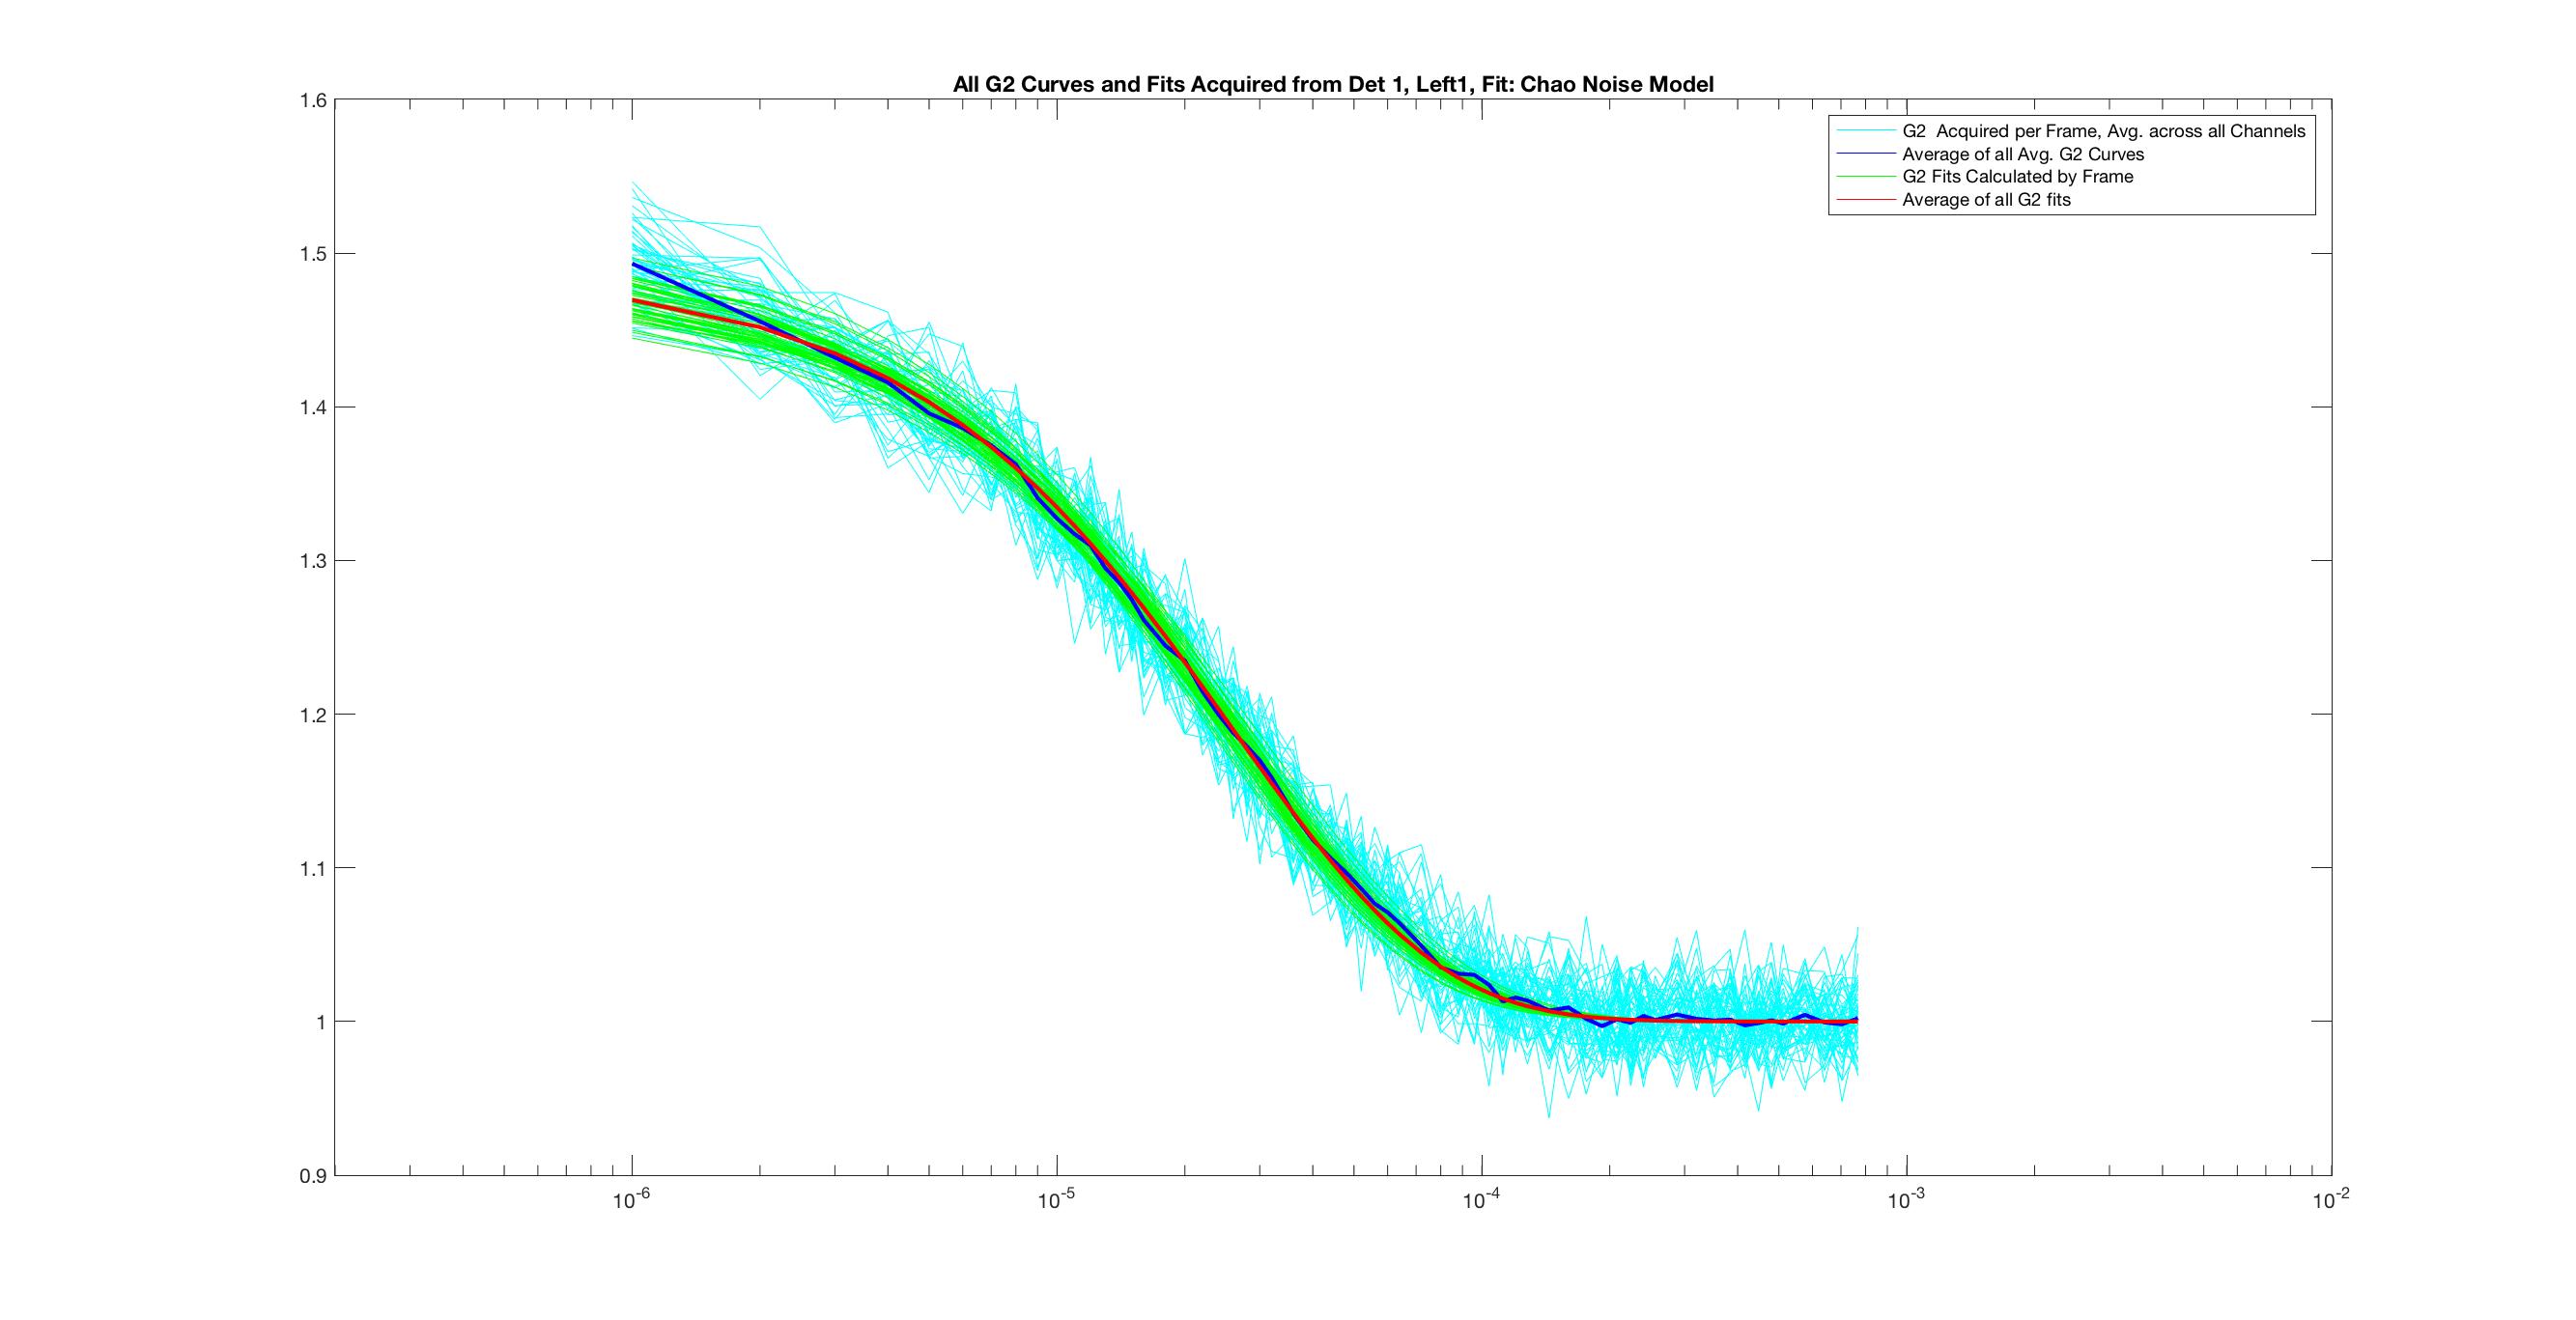 All G2 Curves and Fits Acquired from Det 1, Left1, Fit: Chao Noise Model
1.6
G2  Acquired per Frame, Avg. across all Channels
Average of all Avg. G2 Curves
G2 Fits Calculated by Frame
Average of all G2 fits
1.5
1.4
1.3
1.2
1.1
1
0.9
10^-6 10^-5 10^-4 10^-3 10^-2